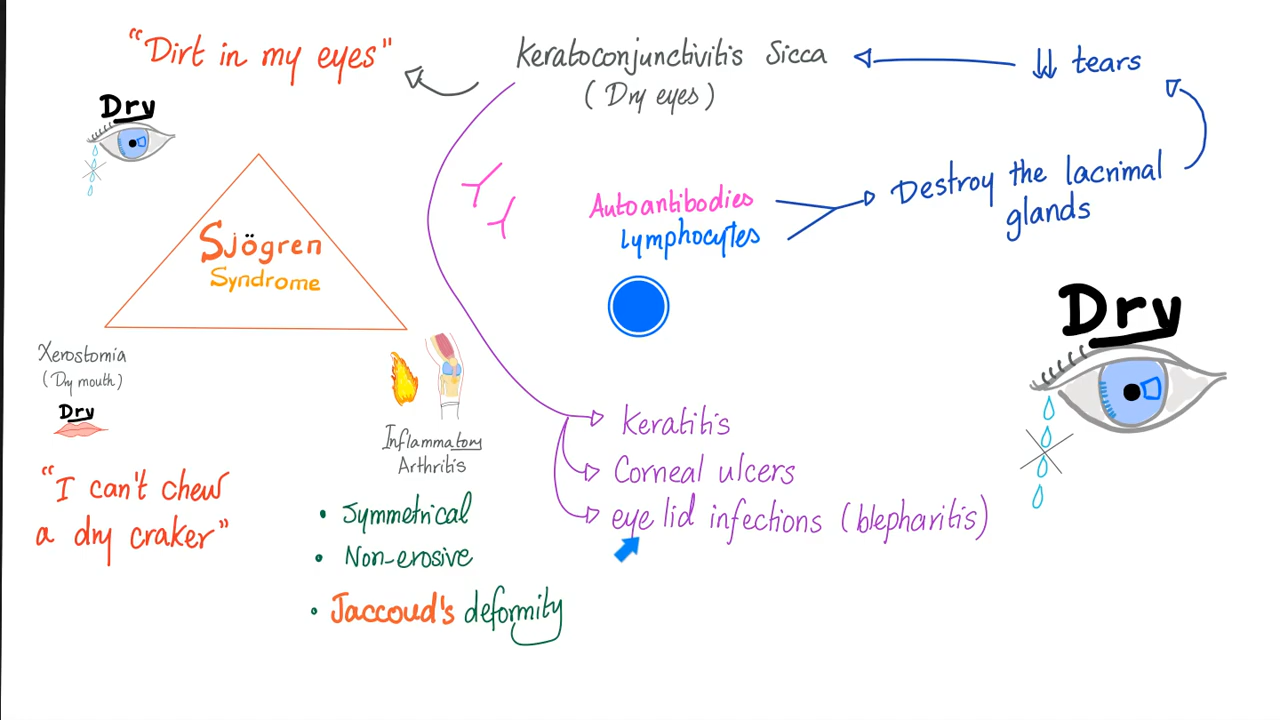 "Dirt in my eyes"
Keratoconjunctivitis Sicca
(Dry eyes)
↓↓ tears
Dry
Autoantibodies
Lymphocytes
Destroy the lacrimal
glands
Sjögren
Syndrome
Dry
Xerostomia
(Dry mouth)
Dry
"I can't chew
a dry craker"
Inflammatory
Arthritis
• Symmetrical
• Non-erosive
• Jaccoud's deformity
Keratitis
Corneal ulcers
eye lid infections (blepharitis)